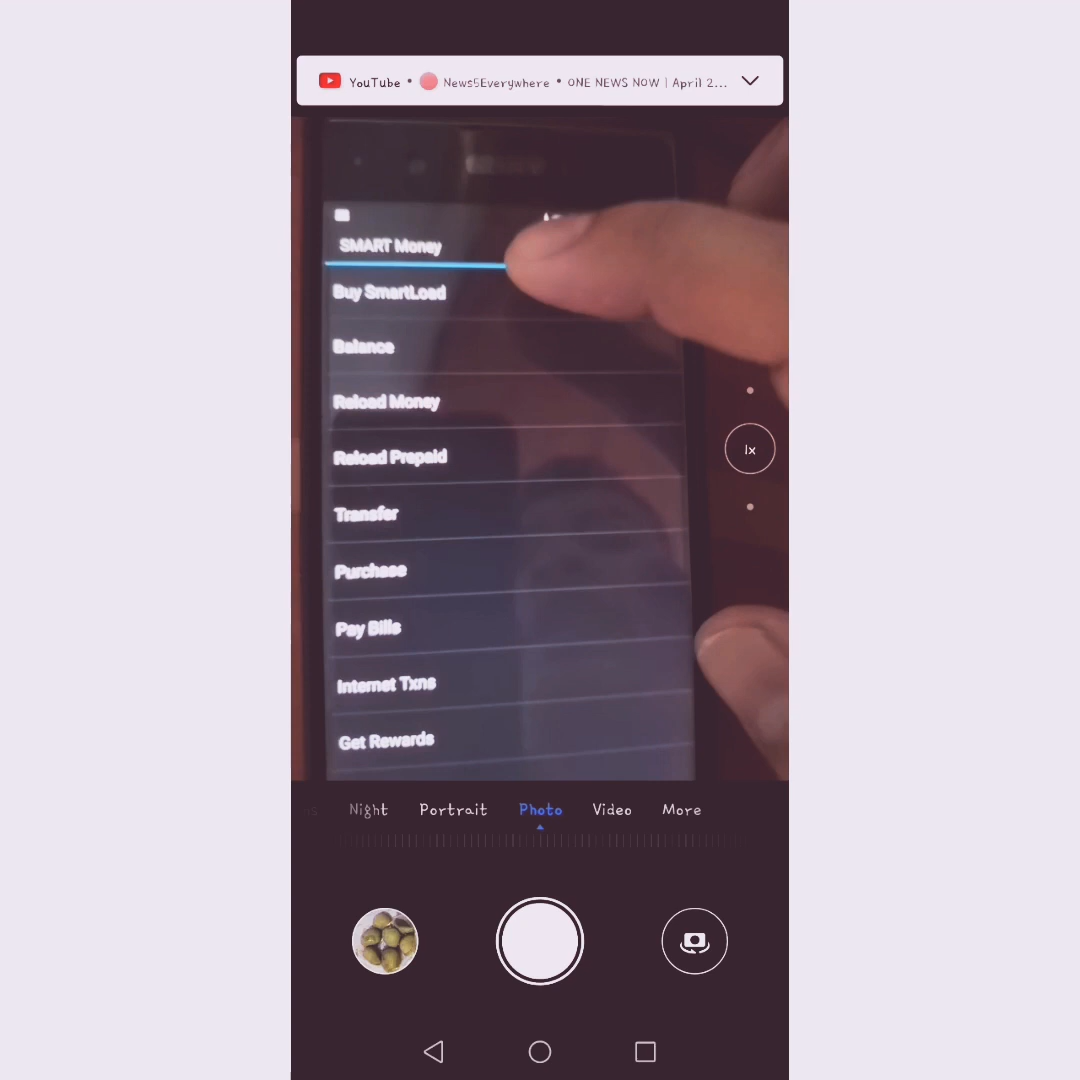 YouTube • News5Everywhere • ONE NEWS NOW | April 2...
SMART Money
Buy SmartLoad
Balance
Reload Money
Reload Prepaid
Transfer
Purchase
Pay Bills
Internet Txns
Get Rewards
1x
Night Portrait Photo Video More